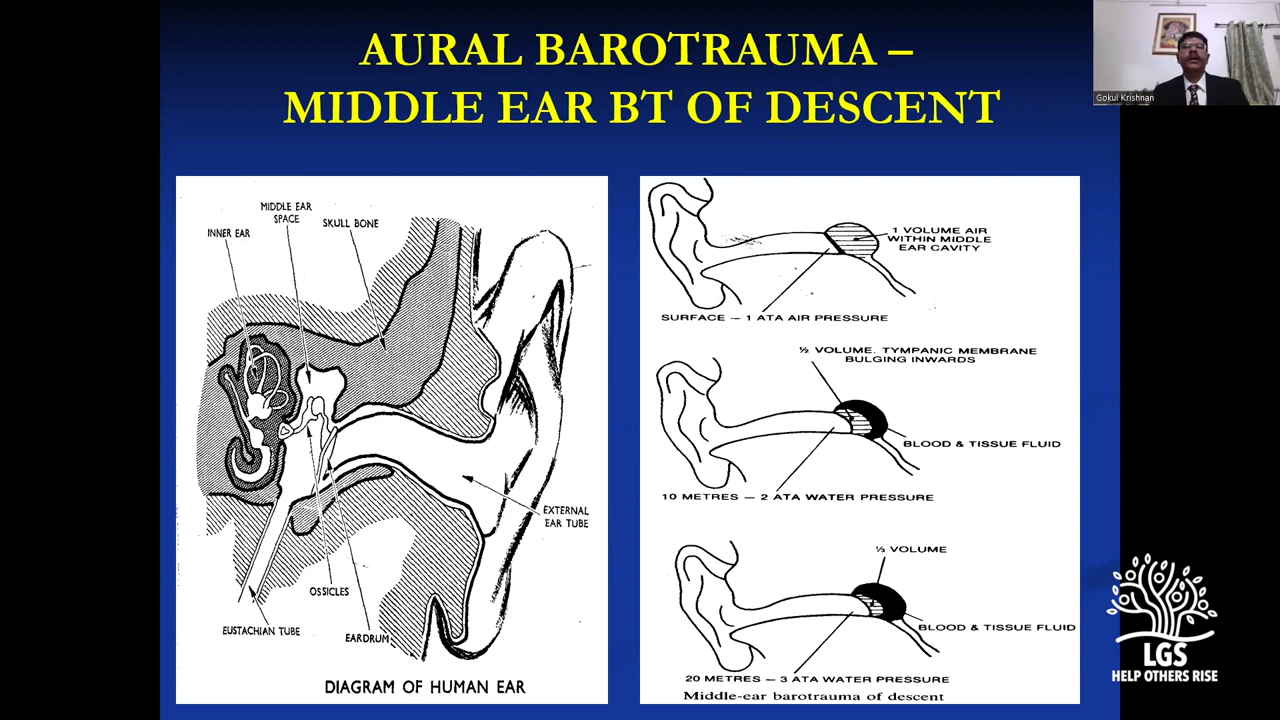 AURAL BAROTRAUMA –
MIDDLE EAR BT OF DESCENT
Gokul Krishnan
MIDDLE EAR
SPACE
SKULL BONE
INNER EAR
EXTERNAL
EAR TUBE
OSSICLES
EUSTACHIAN TUBE
EARDRUM
DIAGRAM OF HUMAN EAR
1 VOLUME AIR
WITHIN MIDDLE
EAR CAVITY
SURFACE — 1 ATA AIR PRESSURE
½ VOLUME. TYMPANIC MEMBRANE
BULGING INWARDS
BLOOD & TISSUE FLUID
10 METRES — 2 ATA WATER PRESSURE
⅓ VOLUME
BLOOD & TISSUE FLUID
20 METRES — 3 ATA WATER PRESSURE
Middle-ear barotrauma of descent
LGS
HELP OTHERS RISE